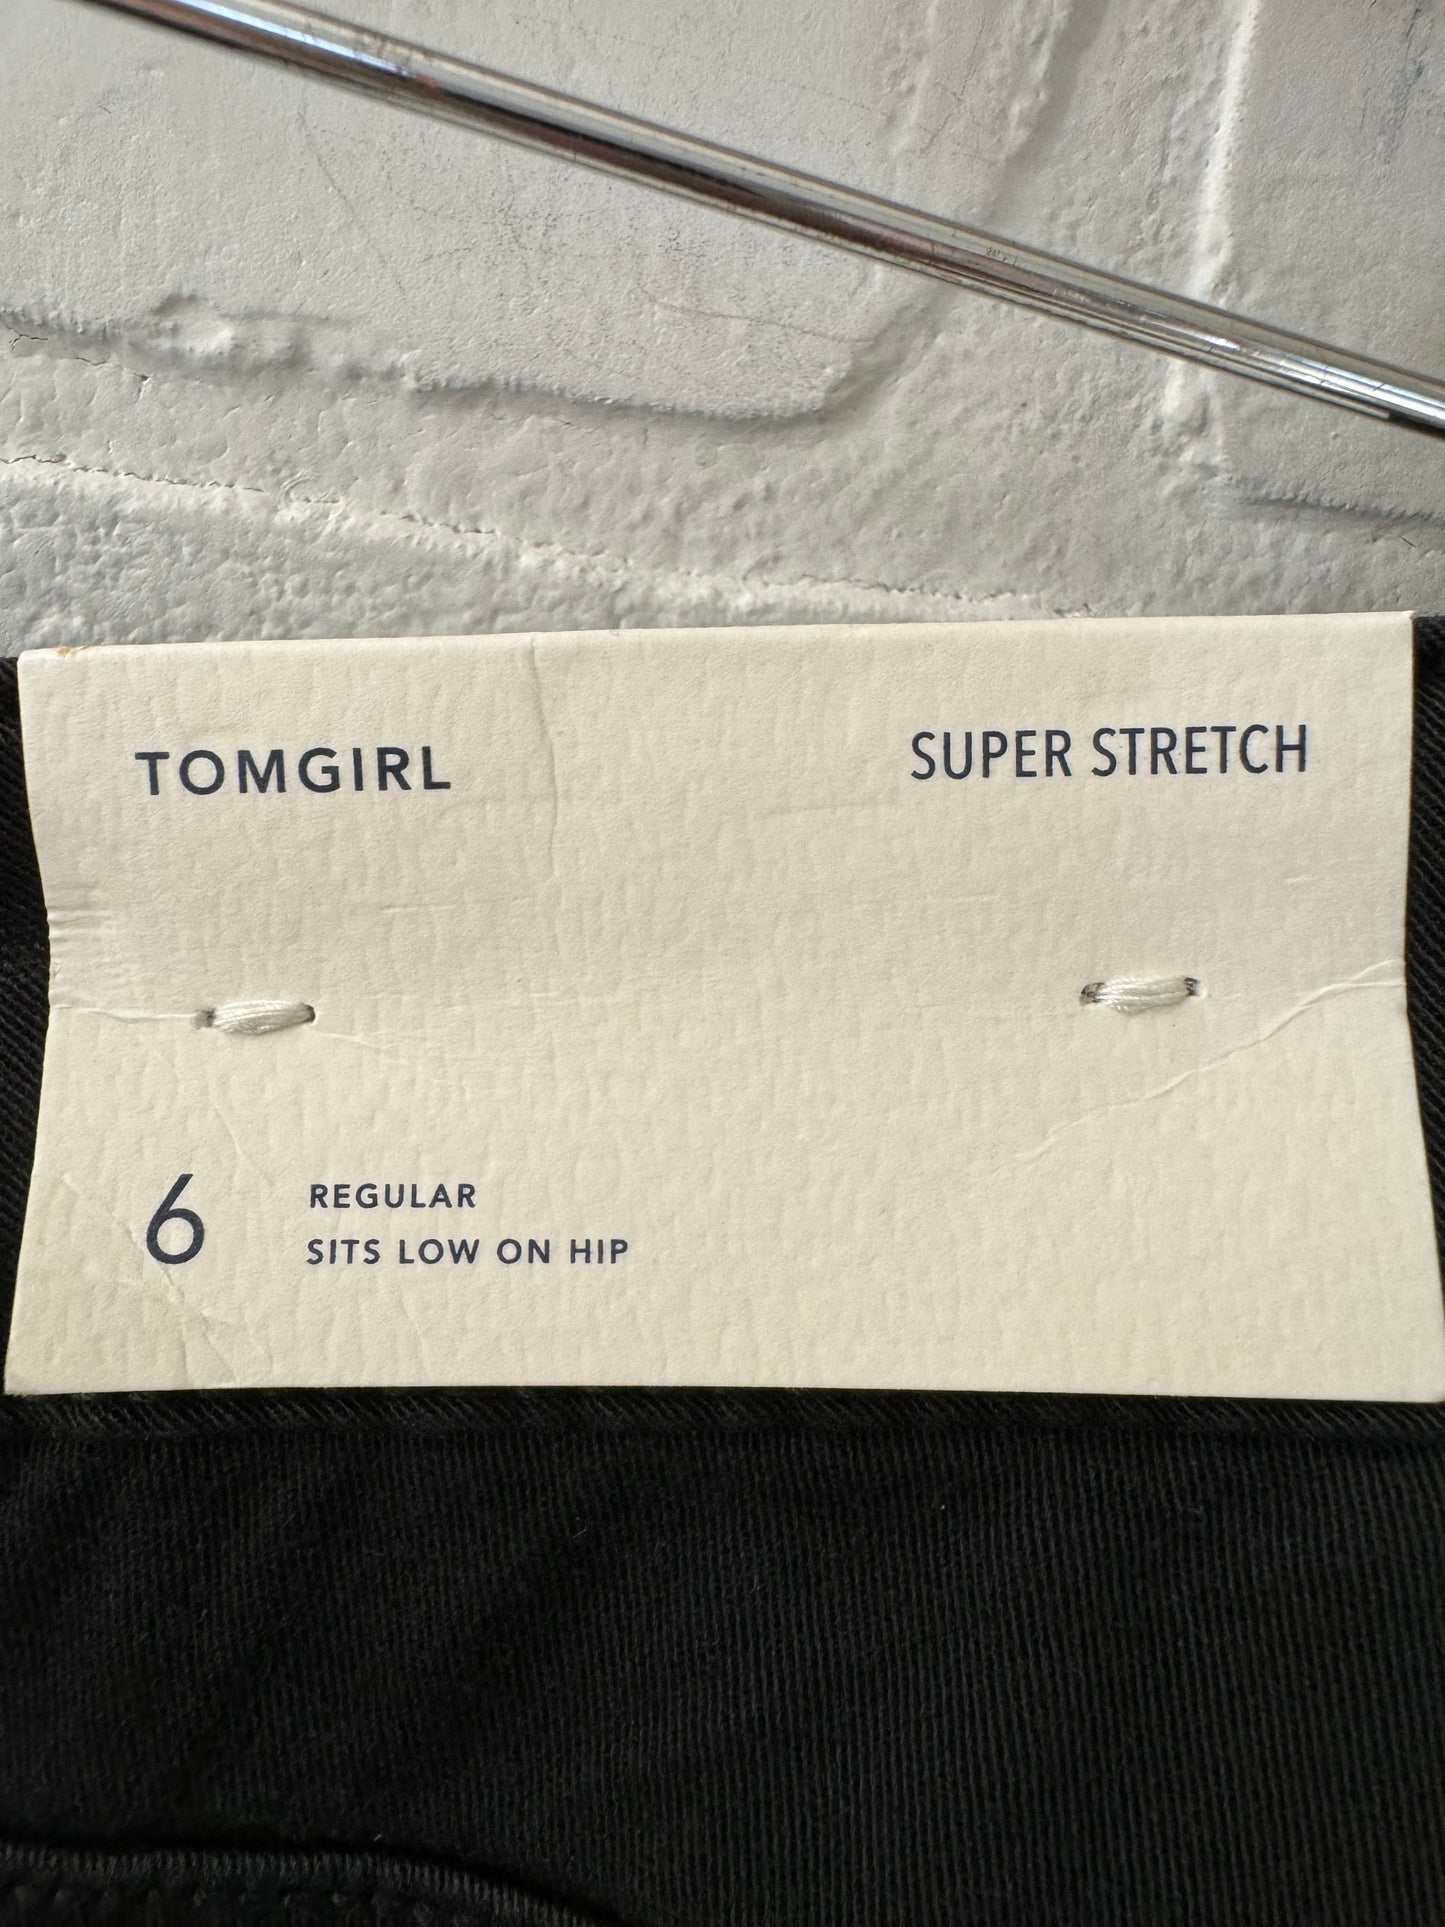 TOMGIRL
SUPER STRETCH
6
REGULAR
SITS LOW ON HIP